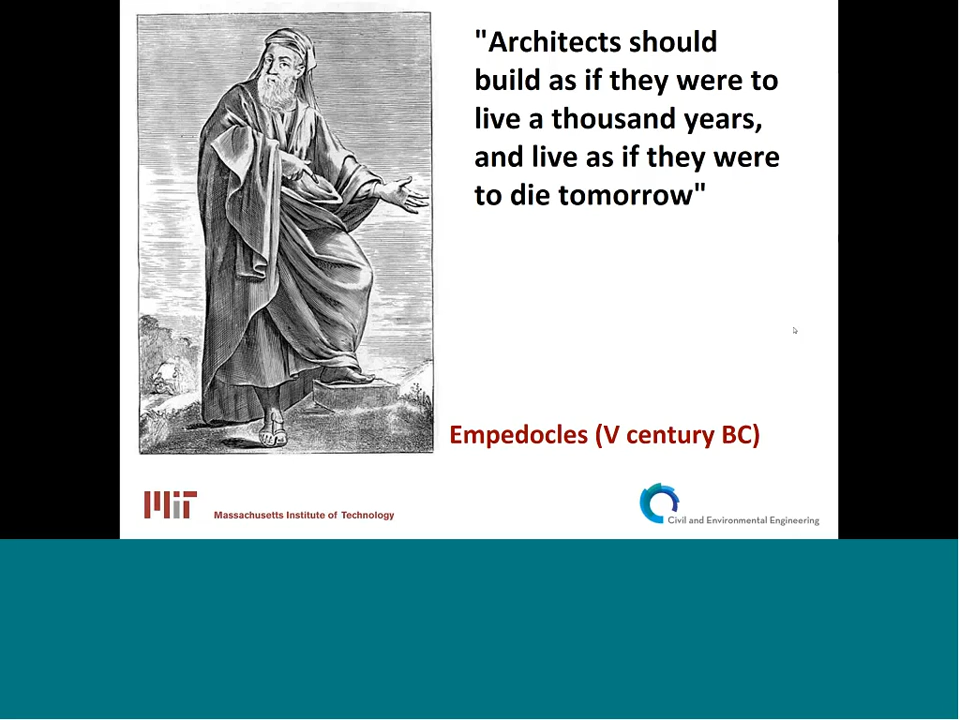 "Architects should
build as if they were to
live a thousand years,
and live as if they were
to die tomorrow"
Empedocles (V century BC)
MIT
Massachusetts Institute of Technology
Civil and Environmental Engineering